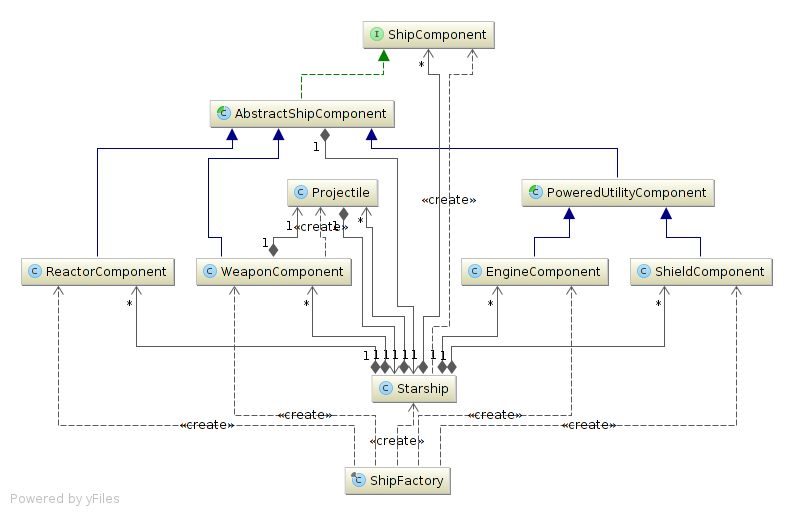 I ShipComponent
*
C AbstractShipComponent
1
«create»
C Projectile
C PoweredUtilityComponent
1 «create» 1 *
1
C ReactorComponent
C WeaponComponent
C EngineComponent
C ShieldComponent
* * * *
1 1 1 1 1 1 1
C Starship
«create» «create» «create» «create» «create»
C ShipFactory
Powered by yFiles